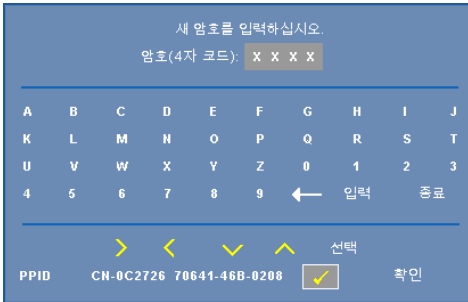 새 암호를 입력하십시오.
암호(4자 코드): X X X X
A B C D E F G H I J
K L M N O P Q R S T
U V W X Y Z 0 1 2 3
4 5 6 7 8 9 ← 입력 종료
선택
PPID CN-0C2726 70641-46B-0208 ✓ 확인